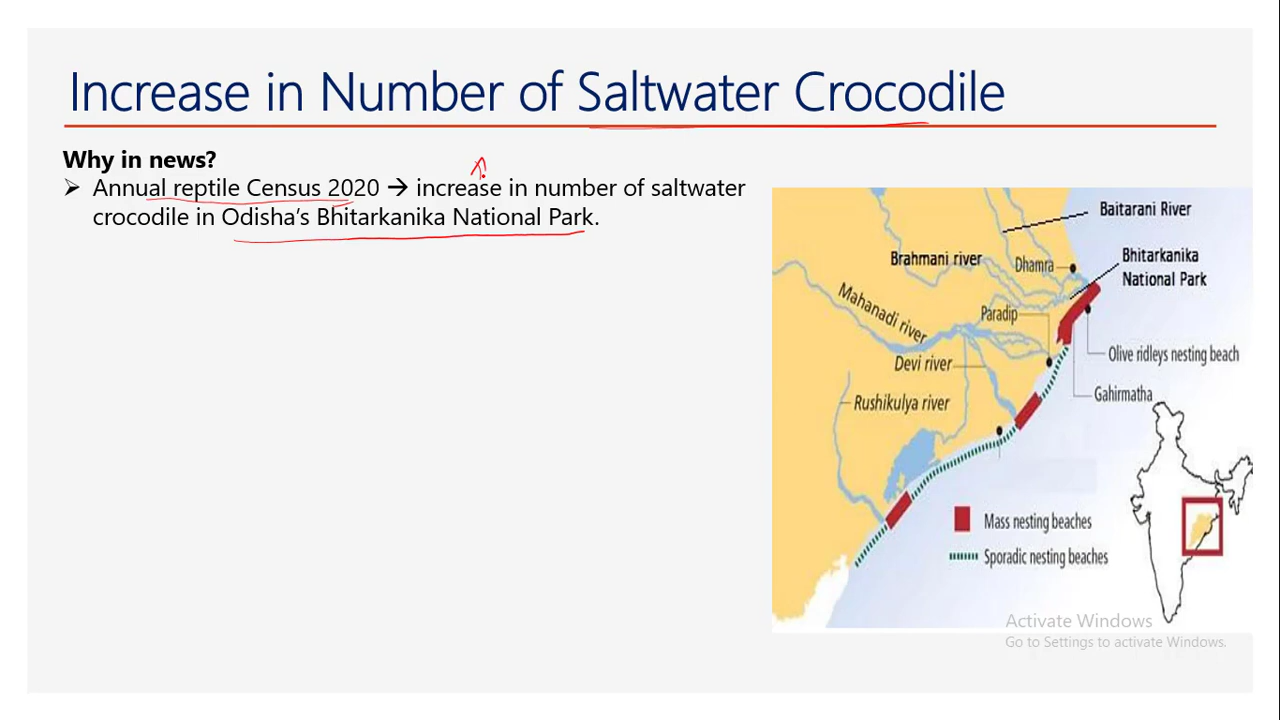 Increase in Number of Saltwater Crocodile
Why in news?
➢ Annual reptile Census 2020 → increase in number of saltwater
crocodile in Odisha's Bhitarkanika National Park.
Baitarani River
Brahmani river
Dhamra
Bhitarkanika
National Park
Mahanadi river
Paradip
Olive ridleys nesting beach
Devi river
Gahirmatha
Rushikulya river
Mass nesting beaches
Sporadic nesting beaches
Activate Windows
Go to Settings to activate Windows.